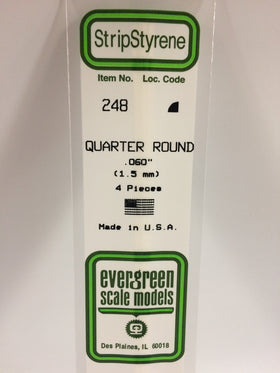 StripStyrene
Item No. Loc. Code
248
QUARTER ROUND
.060"
(1.5 mm)
4 Pieces
Made in U.S.A.
evergreen
scale models
Des Plaines, IL 60018